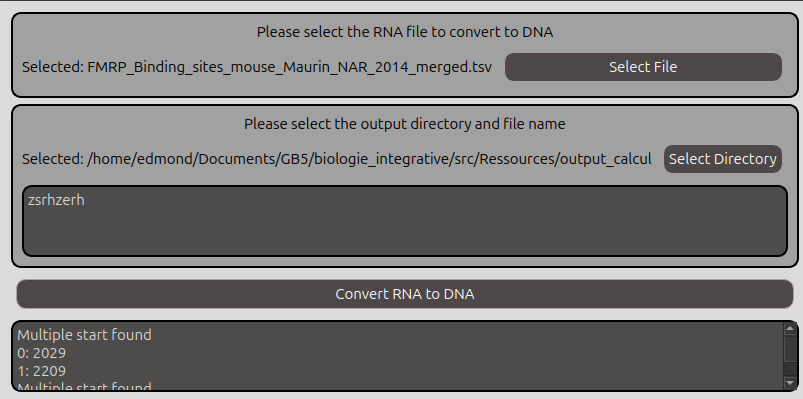 Please select the RNA file to convert to DNA
Selected: FMRP_Binding_sites_mouse_Maurin_NAR_2014_merged.tsv Select File
Please select the output directory and file name
Selected: /home/edmond/Documents/GB5/biologie_integrative/src/Ressources/output_calcul Select Directory
zsrhzerh
Convert RNA to DNA
Multiple start found
0: 2029
1: 2209
Multiple start found